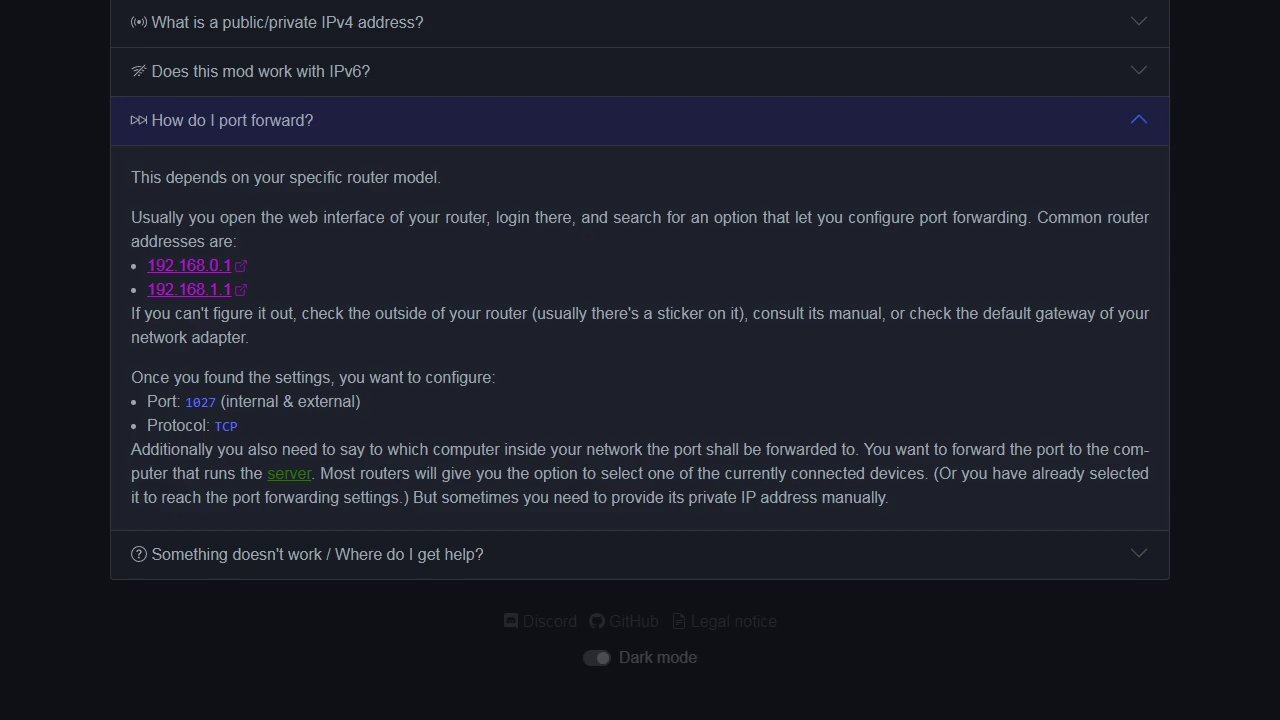 What is a public/private IPv4 address?
Does this mod work with IPv6?
How do I port forward?
This depends on your specific router model.
Usually you open the web interface of your router, login there, and search for an option that let you configure port forwarding. Common router
addresses are:
• 192.168.0.1
• 192.168.1.1
If you can't figure it out, check the outside of your router (usually there's a sticker on it), consult its manual, or check the default gateway of your
network adapter.
Once you found the settings, you want to configure:
• Port: 1027 (internal & external)
• Protocol: TCP
Additionally you also need to say to which computer inside your network the port shall be forwarded to. You want to forward the port to the com-
puter that runs the server. Most routers will give you the option to select one of the currently connected devices. (Or you have already selected
it to reach the port forwarding settings.) But sometimes you need to provide its private IP address manually.
Something doesn't work / Where do I get help?
Discord GitHub Legal notice
Dark mode